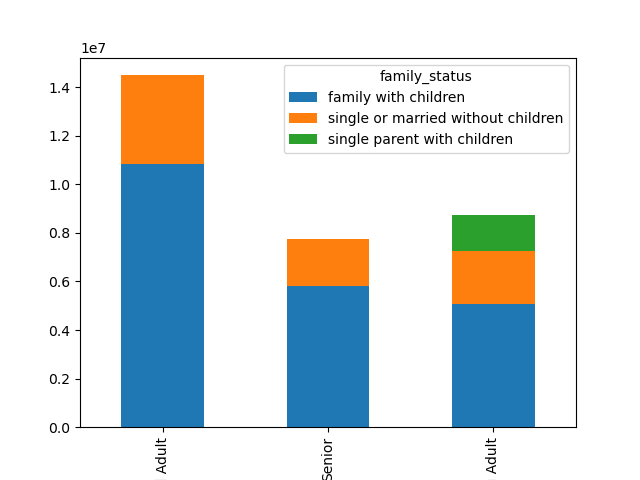 1e7
1.4
1.2
1.0
0.8
0.6
0.4
0.2
0.0
family_status
family with children
single or married without children
single parent with children
Adult
Senior
Adult